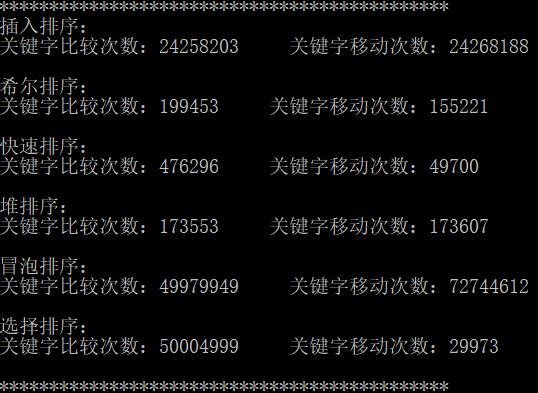 *********************************************
插入排序：
关键字比较次数：24258203 关键字移动次数：24268188
希尔排序：
关键字比较次数：199453 关键字移动次数：155221
快速排序：
关键字比较次数：476296 关键字移动次数：49700
堆排序：
关键字比较次数：173553 关键字移动次数：173607
冒泡排序：
关键字比较次数：49979949 关键字移动次数：72744612
选择排序：
关键字比较次数：50004999 关键字移动次数：29973
*********************************************